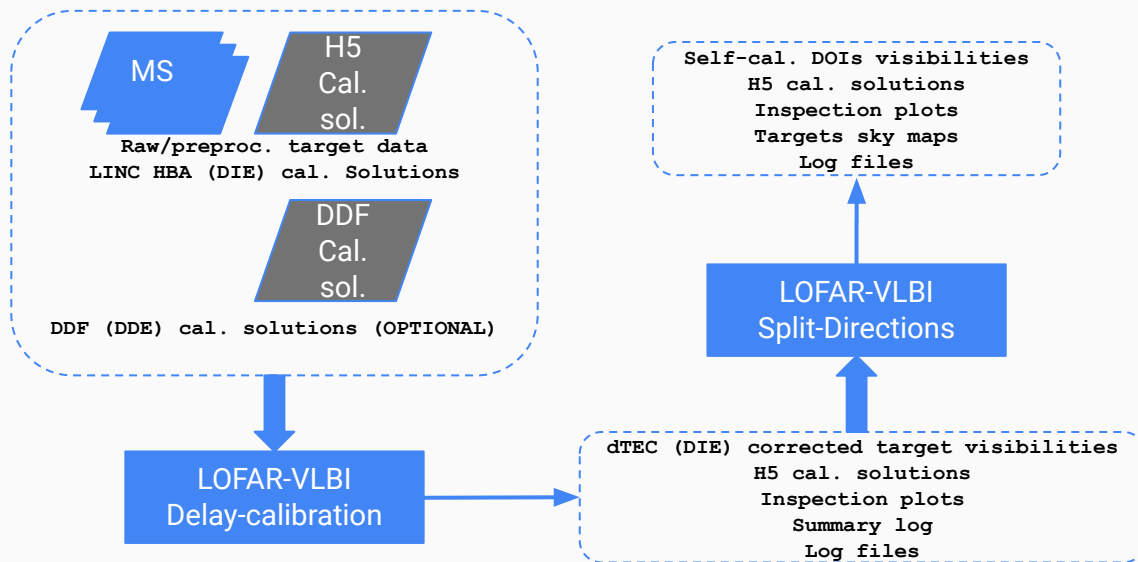 MS
H5
Cal.
sol.
Raw/preproc. target data
LINC HBA (DIE) cal. Solutions
DDF
Cal.
sol.
DDF (DDE) cal. solutions (OPTIONAL)
LOFAR-VLBI
Delay-calibration
dTEC (DIE) corrected target visibilities
H5 cal. solutions
Inspection plots
Summary log
Log files
LOFAR-VLBI
Split-Directions
Self-cal. DOIs visibilities
H5 cal. solutions
Inspection plots
Targets sky maps
Log files